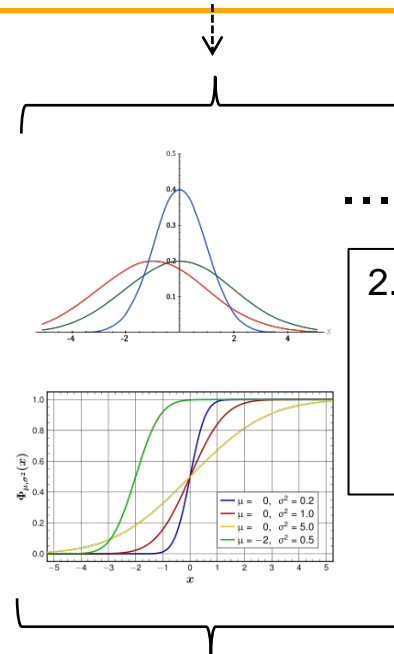 0.5
0.4
0.2
0.1
-4
-2
2
4
x
....
2.
1.0
0.8
0.6
0.4
0.2
0.0
Φμ,σ²(x)
μ = 0, σ² = 0.2
μ = 0, σ² = 1.0
μ = 0, σ² = 5.0
μ = −2, σ² = 0.5
−5 −4 −3 −2 −1 0 1 2 3 4 5
x